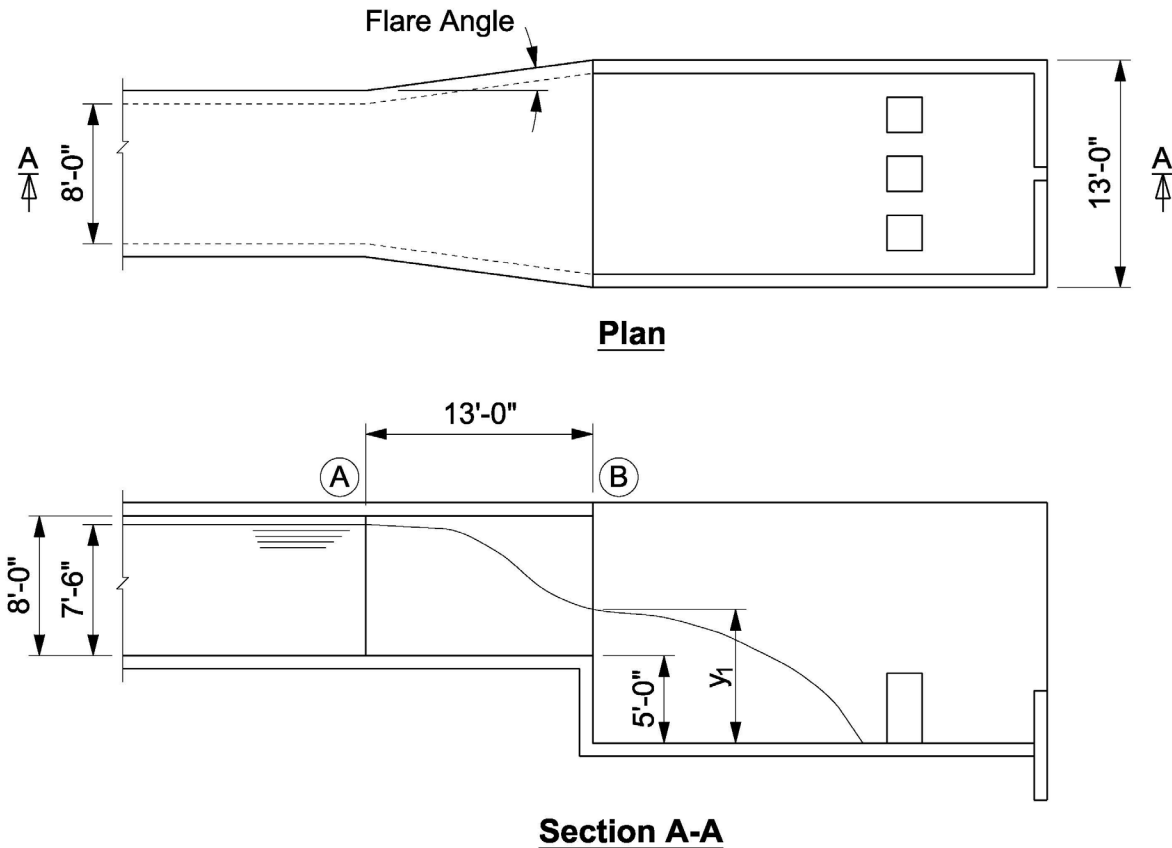 Flare Angle
A
8'-0"
13'-0"
A
Plan
13'-0"
A
B
8'-0"
7'-6"
5'-0"
y1
Section A-A